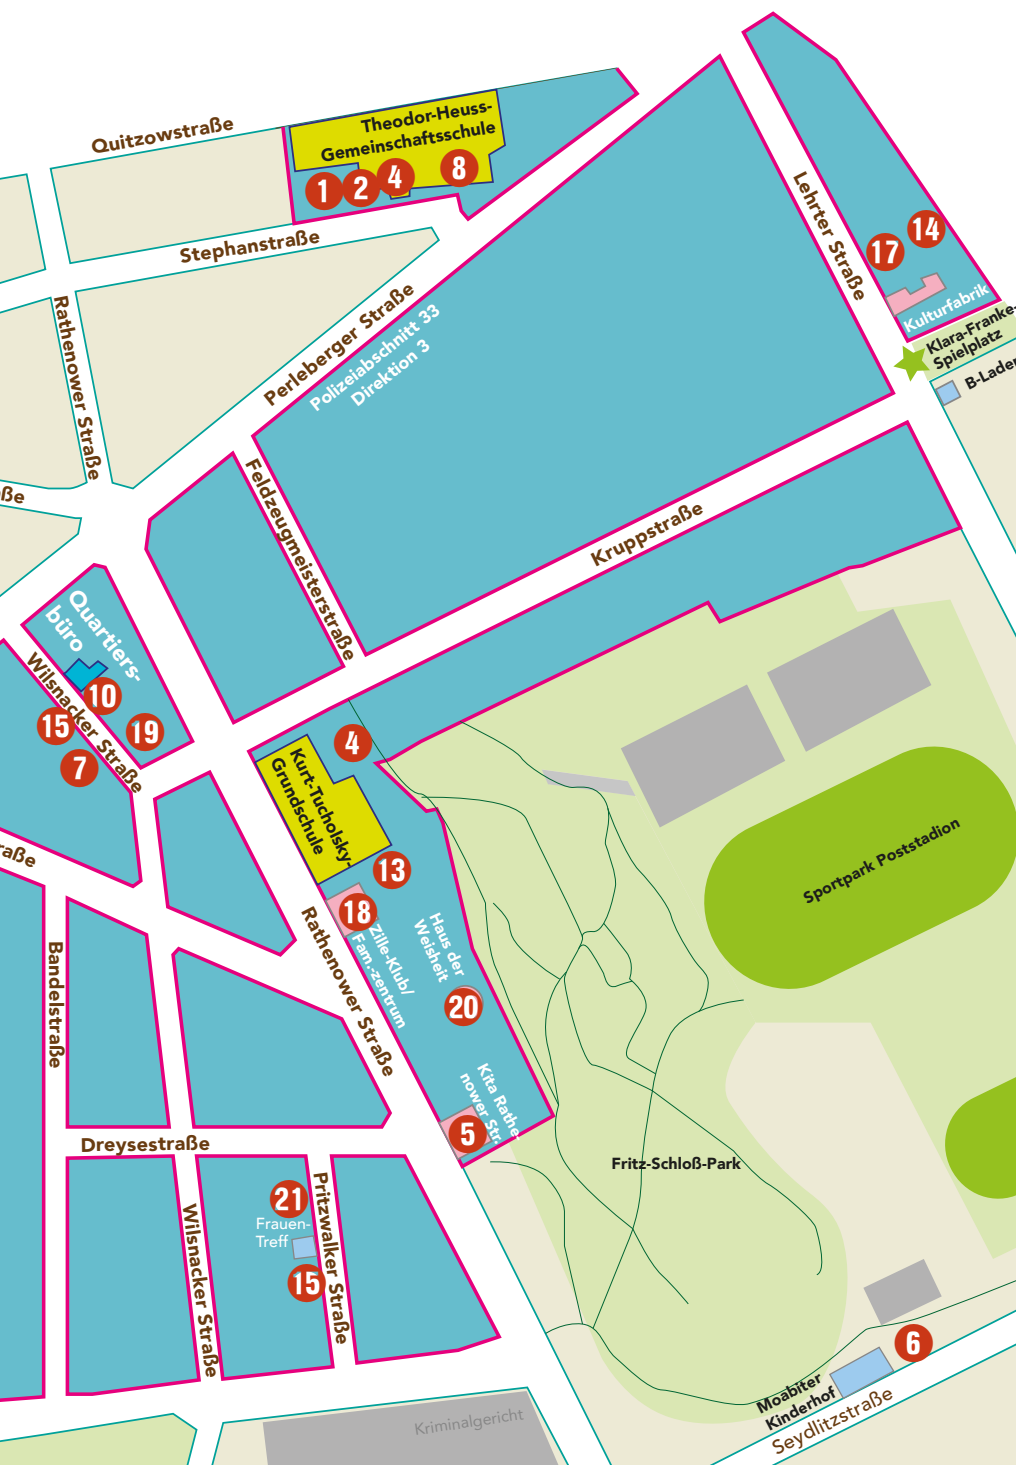 Quitzowstraße
Theodor-Heuss-
Gemeinschaftsschule
1
2
4
8
Stephanstraße
Rathenower Straße
Perleberger Straße
Polizeiabschnitt 33
Direktion 3
Lehrter Straße
14
17
Kulturfabrik
Klara-Franke-
Spielplatz
B-Laden
ße
Feldzeugmeisterstraße
Kruppstraße
Quartiers-
büro
Wilsnacker Straße
10
15
19
7
4
Kurt-Tucholsky-
Grundschule
13
raße
18
Zille-Klub/
Fam.-zentrum
Haus der
Weisheit
20
Rathenower Straße
Sportpark Poststadion
Bandelstraße
Kita Rathe-
nower Str.
5
Dreysestraße
Fritz-Schloß-Park
21
Frauen-
Treff
15
Wilsnacker Straße
Pritzwalker Straße
6
Moabiter
Kinderhof
Seydlitzstraße
Kriminalgericht